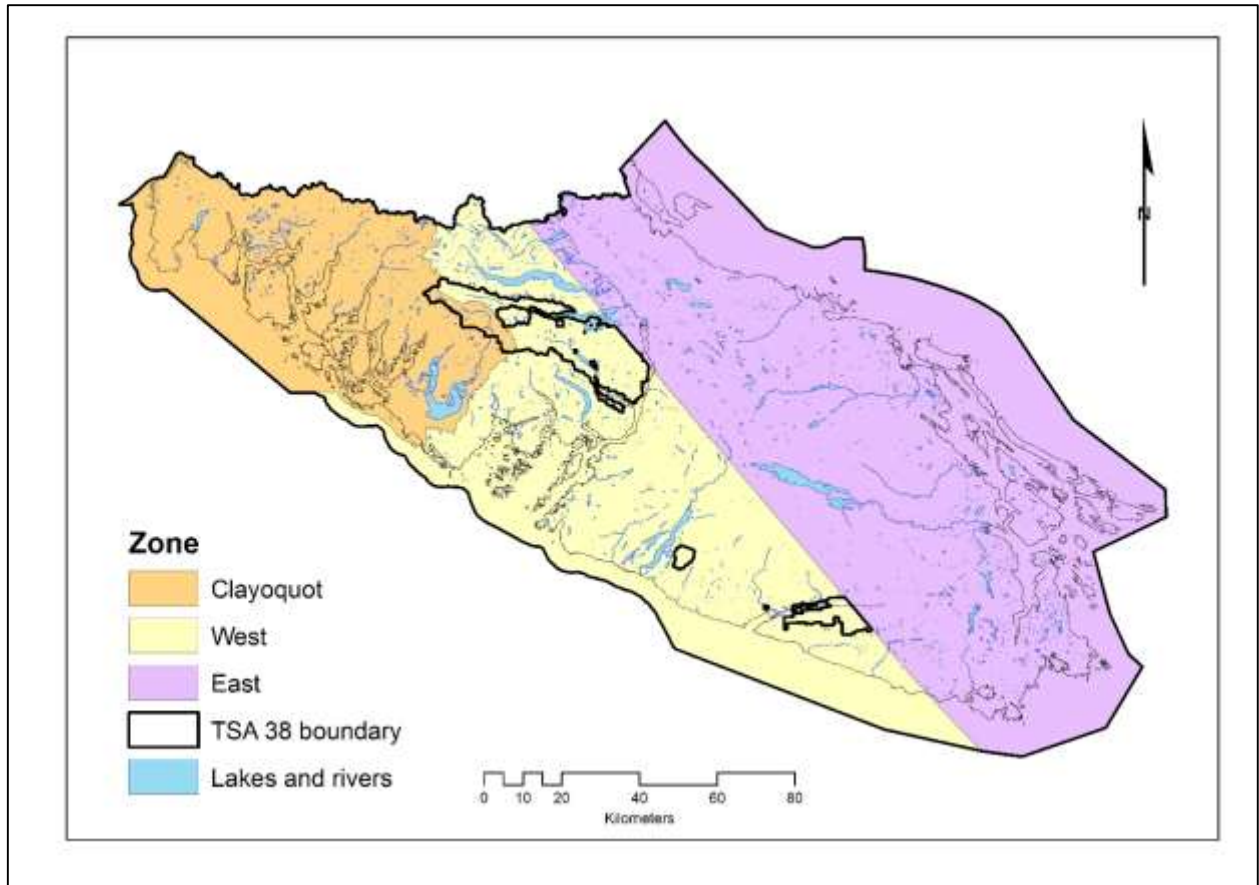 N
Zone
Clayoquot
West
East
TSA 38 boundary
Lakes and rivers
0 10 20 40 60 80
Kilometers